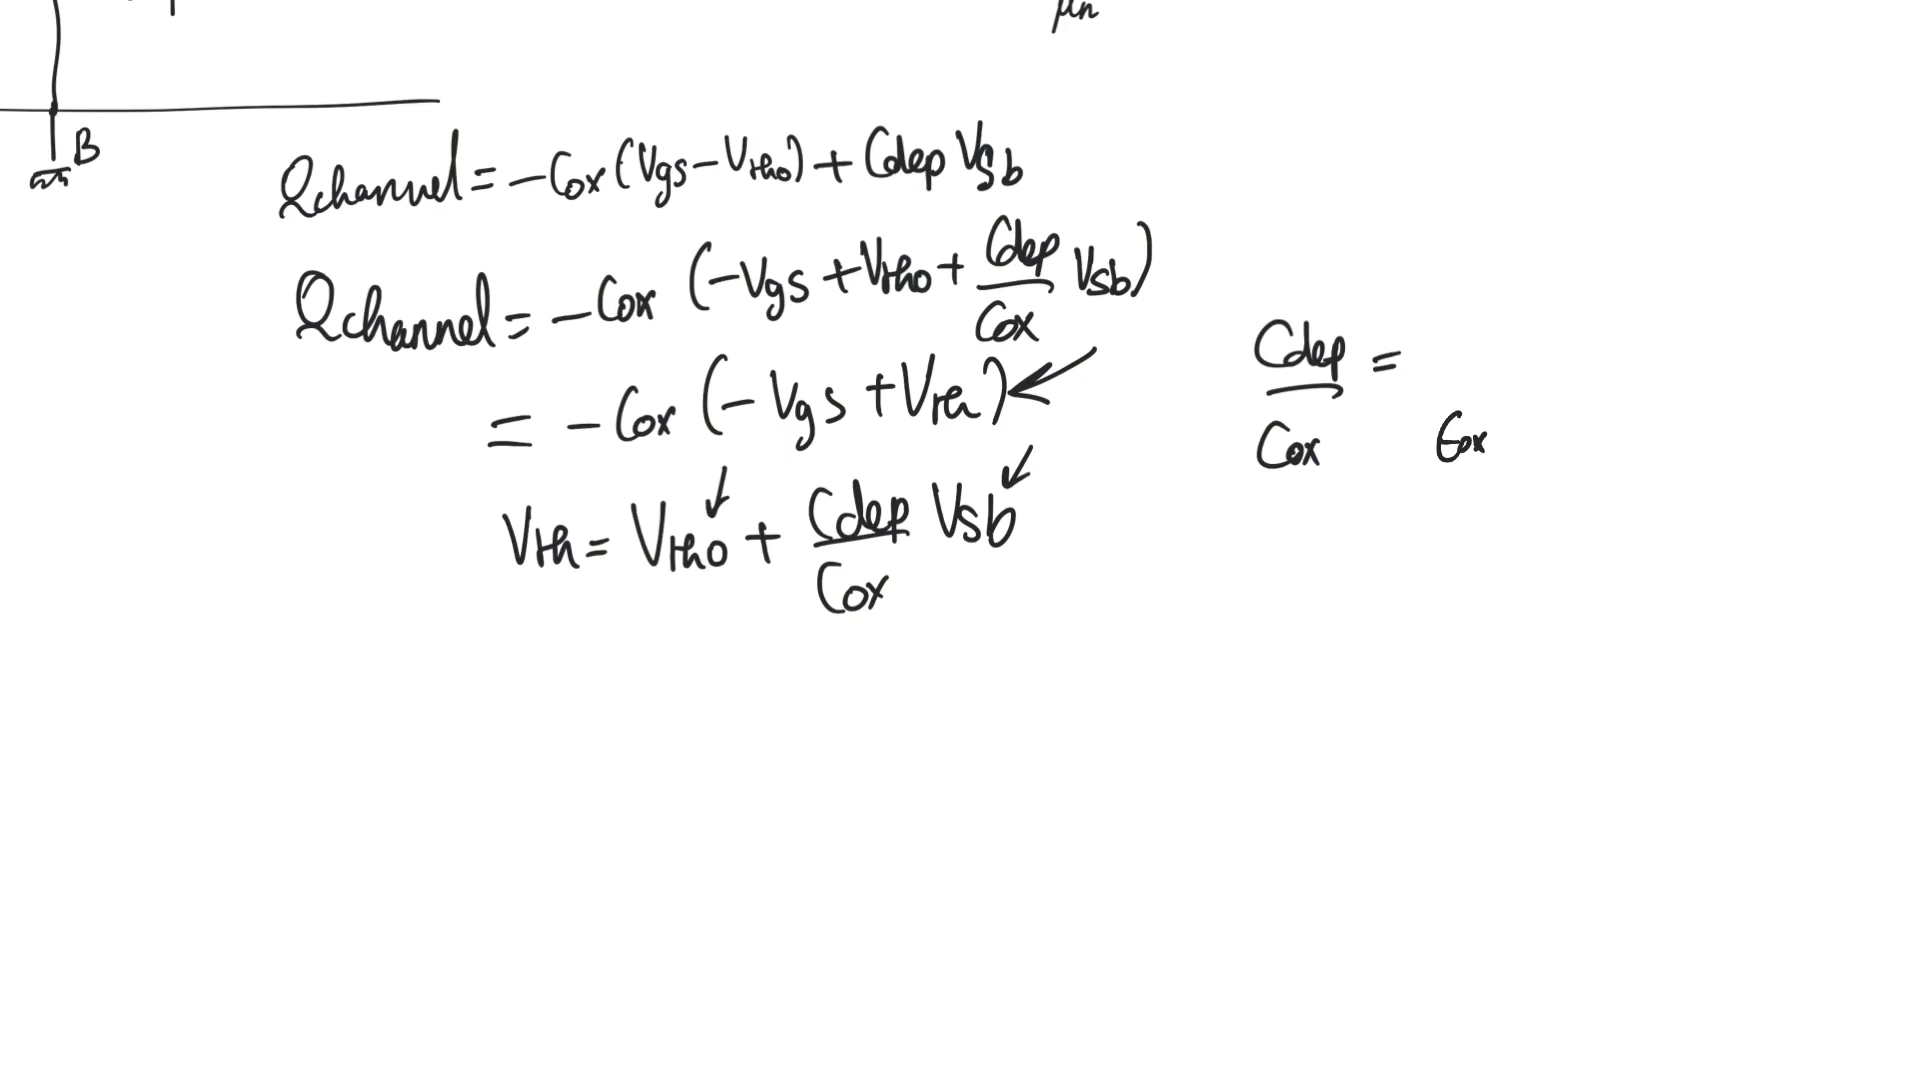 μn
B
Qchannel = -Cox (Vgs - Vtho) + Cdep Vsb
Qchannel = -Cox (-Vgs + Vtho + Cdep/Cox Vsb)
= -Cox (-Vgs + Vth)
Vth = Vtho + Cdep/Cox Vsb
Cdep/Cox =
εox